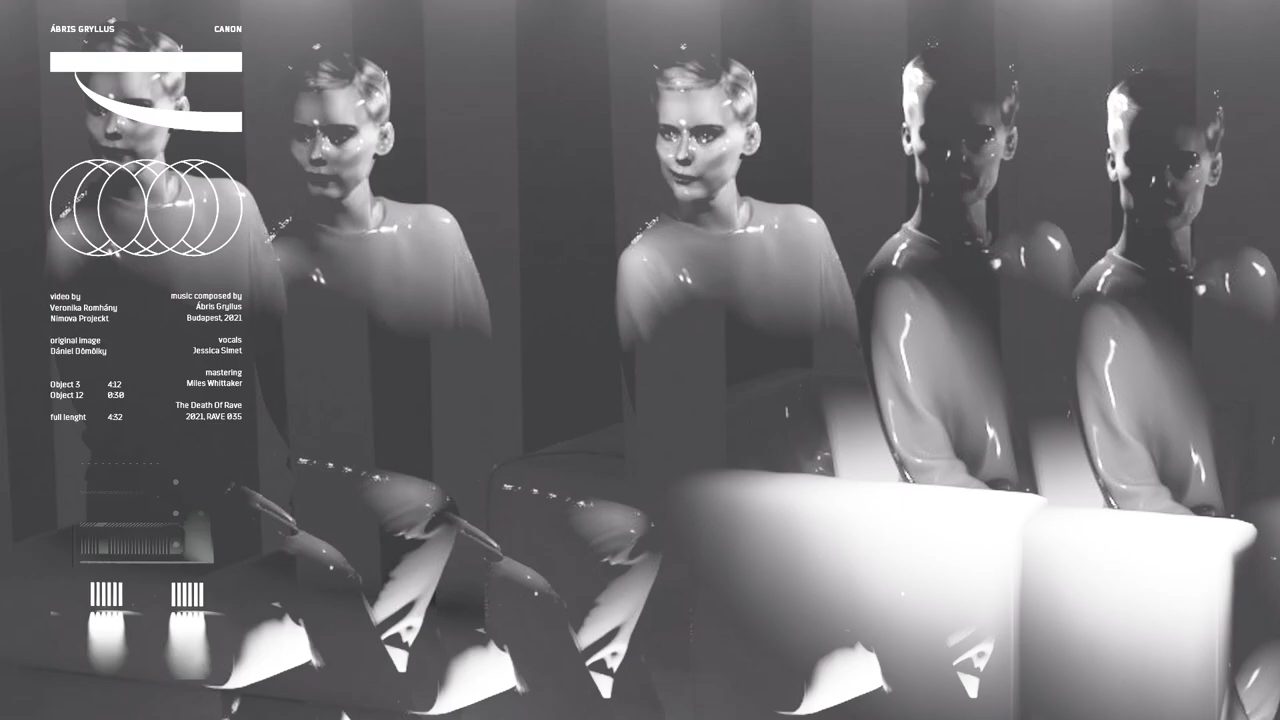 ÁBRIS GRYLLUS
CANON
video by
Veronika Romhány
Nimova Projeckt
original image
Dániel Dömölky
Object 3 4:12
Object 12 0:30
full lenght 4:32
music composed by
Ábris Gryllus
Budapest, 2021
vocals
Jessica Simet
mastering
Miles Whittaker
The Death Of Rave
2021, RAVE 035